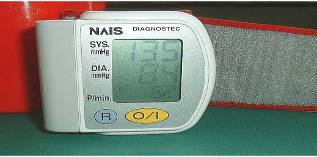 NAiS DIAGNOSTEC
SYS. 135
mmHg
DIA.
mmHg
P/min.
R O/I